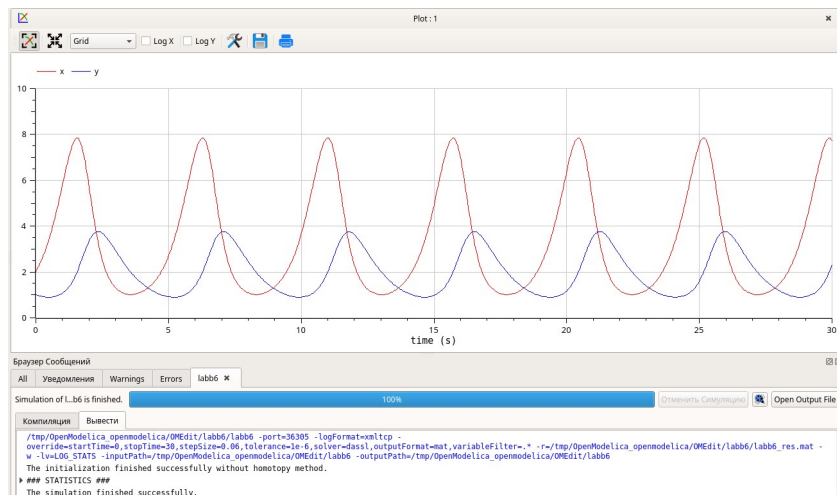 Plot : 1
Grid Log X Log Y
x y
10
8
6
4
2
0
0 5 10 15 20 25 30
time (s)
Браузер Сообщений
All Уведомления Warnings Errors labb6
Simulation of l...b6 is finished. 100% Отменить Симуляцию Open Output File
Компиляция Вывести
/tmp/OpenModelica_openmodelica/OMEdit/labb6/labb6 -port=36305 -logFormat=xmltcp -
override=startTime=0,stopTime=30,stepSize=0.06,tolerance=1e-6,solver=dassl,outputFormat=mat,variableFilter=.* -r=/tmp/OpenModelica_openmodelica/OMEdit/labb6/labb6_res.mat -
w -lv=LOG_STATS -inputPath=/tmp/OpenModelica_openmodelica/OMEdit/labb6 -outputPath=/tmp/OpenModelica_openmodelica/OMEdit/labb6
The initialization finished successfully without homotopy method.
### STATISTICS ###
The simulation finished successfully.